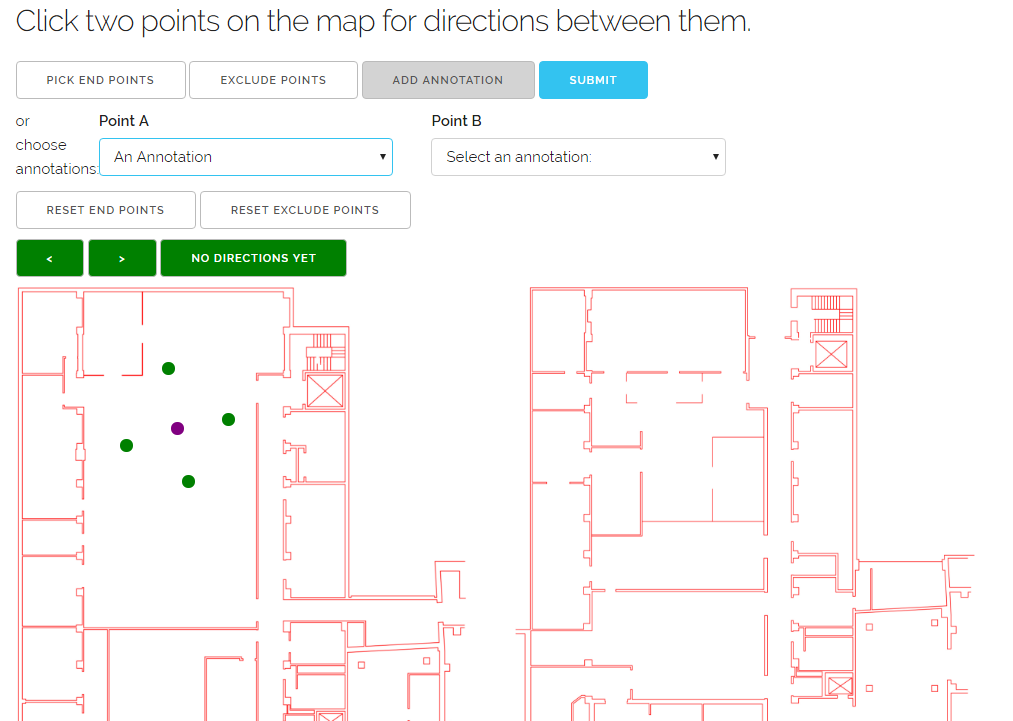 Click two points on the map for directions between them.
PICK END POINTS EXCLUDE POINTS ADD ANNOTATION SUBMIT
or choose annotations:
Point A Point B
An Annotation Select an annotation:
RESET END POINTS RESET EXCLUDE POINTS
< > NO DIRECTIONS YET